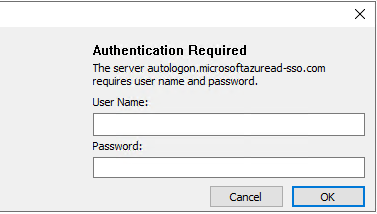 Authentication Required
The server autologon.microsoftazuread-sso.com
requires user name and password.
User Name:
Password:
Cancel
OK